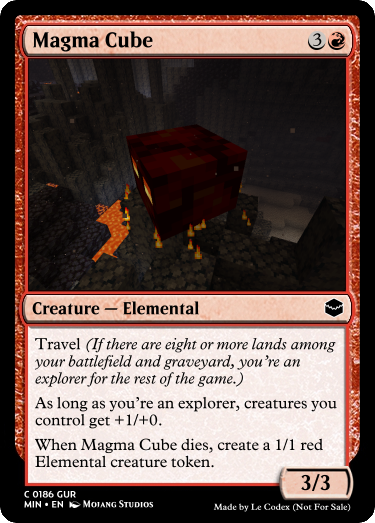 Magma Cube
3
Creature — Elemental
Travel (If there are eight or more lands among
your battlefield and graveyard, you're an
explorer for the rest of the game.)
As long as you're an explorer, creatures you
control get +1/+0.
When Magma Cube dies, create a 1/1 red
Elemental creature token.
3/3
C 0186 GUR
MIN • EN Mojang Studios
Made by Le Codex (Not For Sale)